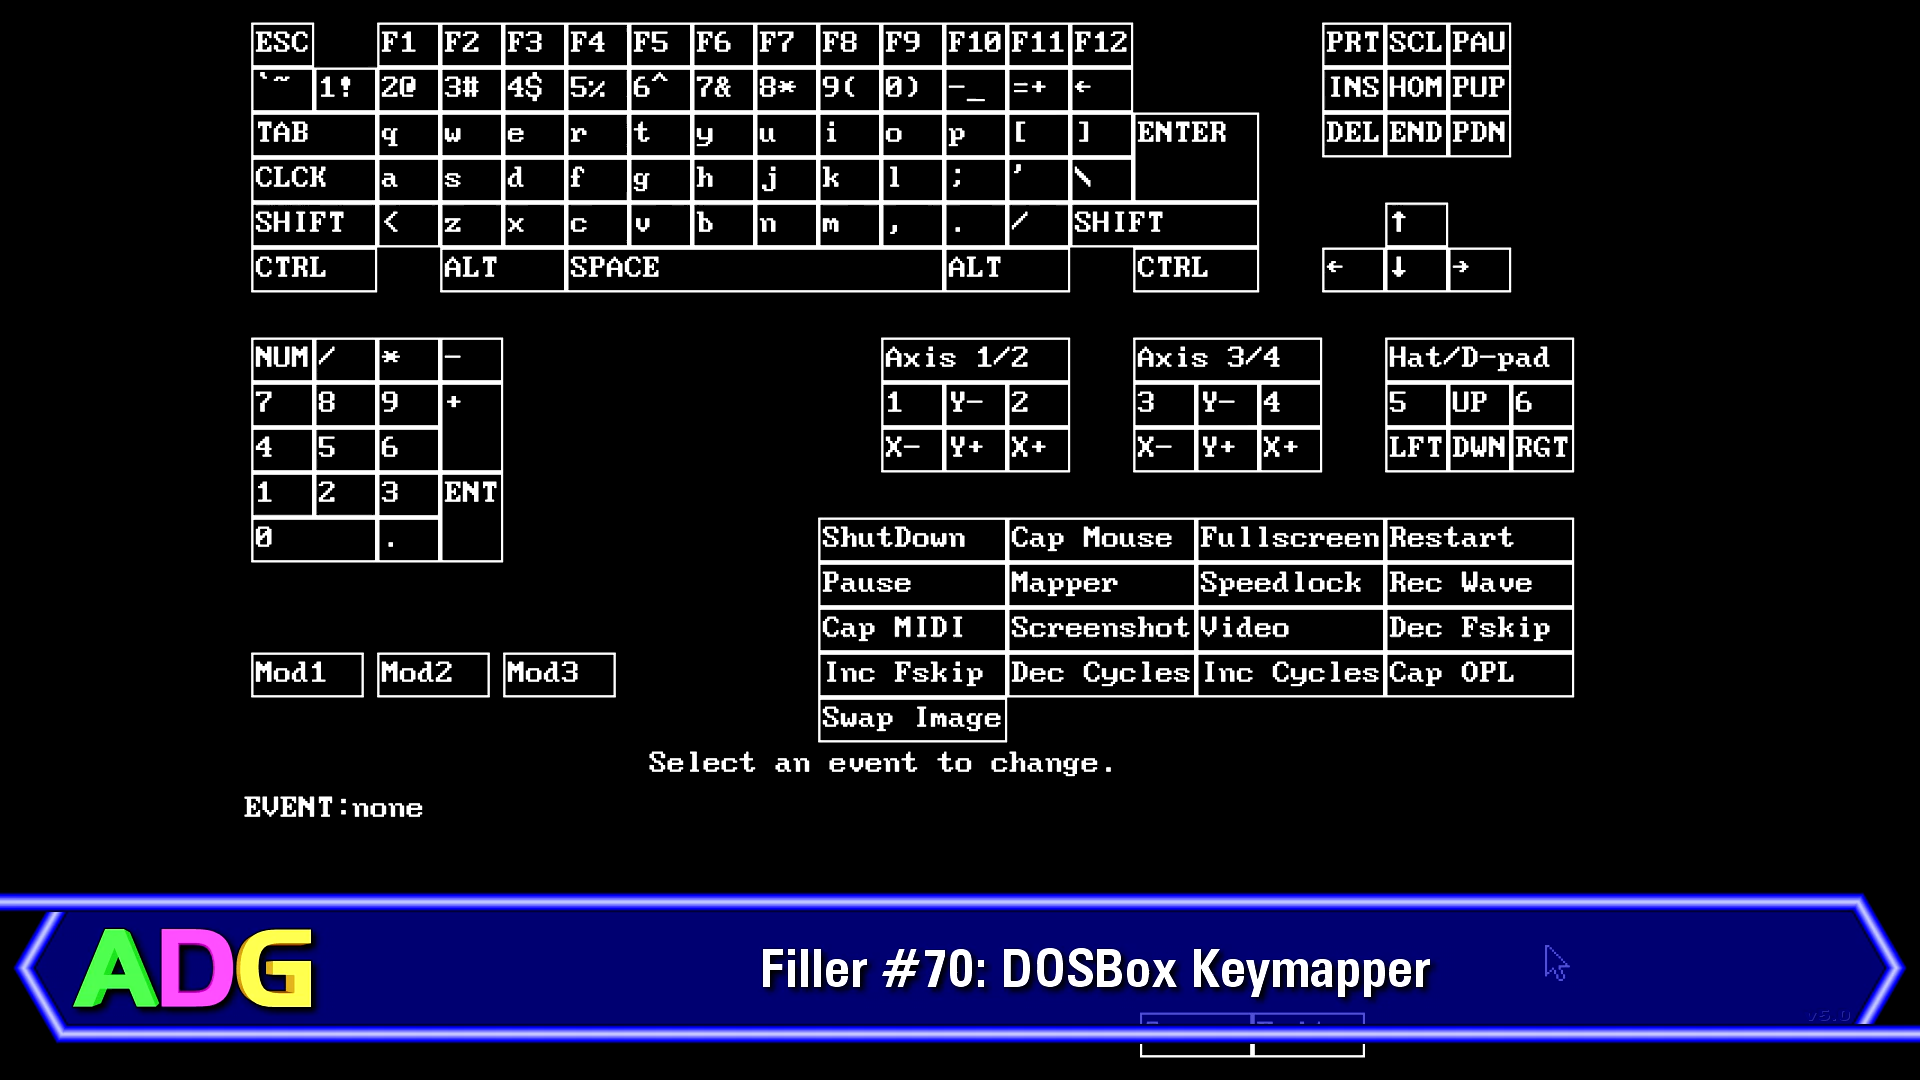 ESC F1 F2 F3 F4 F5 F6 F7 F8 F9 F10 F11 F12 PRT SCL PAU
`~ 1! 2@ 3# 4$ 5% 6^ 7& 8* 9( 0) -_ =+ ← INS HOM PUP
TAB q w e r t y u i o p [ ] ENTER DEL END PDN
CLCK a s d f g h j k l ; ' \
SHIFT < z x c v b n m , . / SHIFT ↑
CTRL ALT SPACE ALT CTRL ← ↓ →
NUM / * - Axis 1/2 Axis 3/4 Hat/D-pad
7 8 9 + 1 Y- 2 3 Y- 4 5 UP 6
4 5 6 X- Y+ X+ X- Y+ X+ LFT DWN RGT
1 2 3 ENT
0 . ShutDown Cap Mouse Fullscreen Restart
Pause Mapper Speedlock Rec Wave
Cap MIDI Screenshot Video Dec Fskip
Mod1 Mod2 Mod3 Inc Fskip Dec Cycles Inc Cycles Cap OPL
Swap Image
Select an event to change.
EVENT:none
ADG Filler #70: DOSBox Keymapper
v5.0